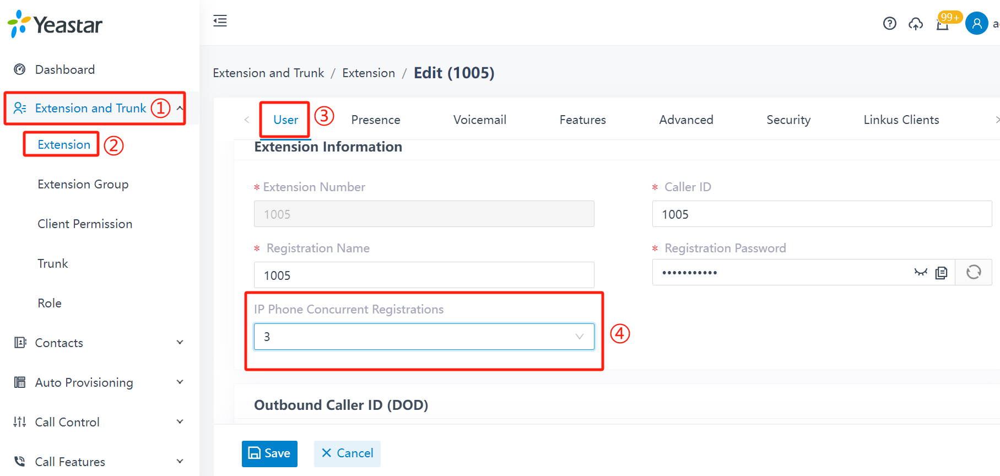 Yeastar
99+
Dashboard
Extension and Trunk ①
Extension ②
Extension Group
Client Permission
Trunk
Role
Contacts
Auto Provisioning
Call Control
Call Features
Extension and Trunk / Extension / Edit (1005)
User ③ Presence Voicemail Features Advanced Security Linkus Clients
Extension Information
* Extension Number
1005
* Caller ID
1005
* Registration Name
1005
* Registration Password
•••••••••••
IP Phone Concurrent Registrations
3
④
Outbound Caller ID (DOD)
Save
Cancel